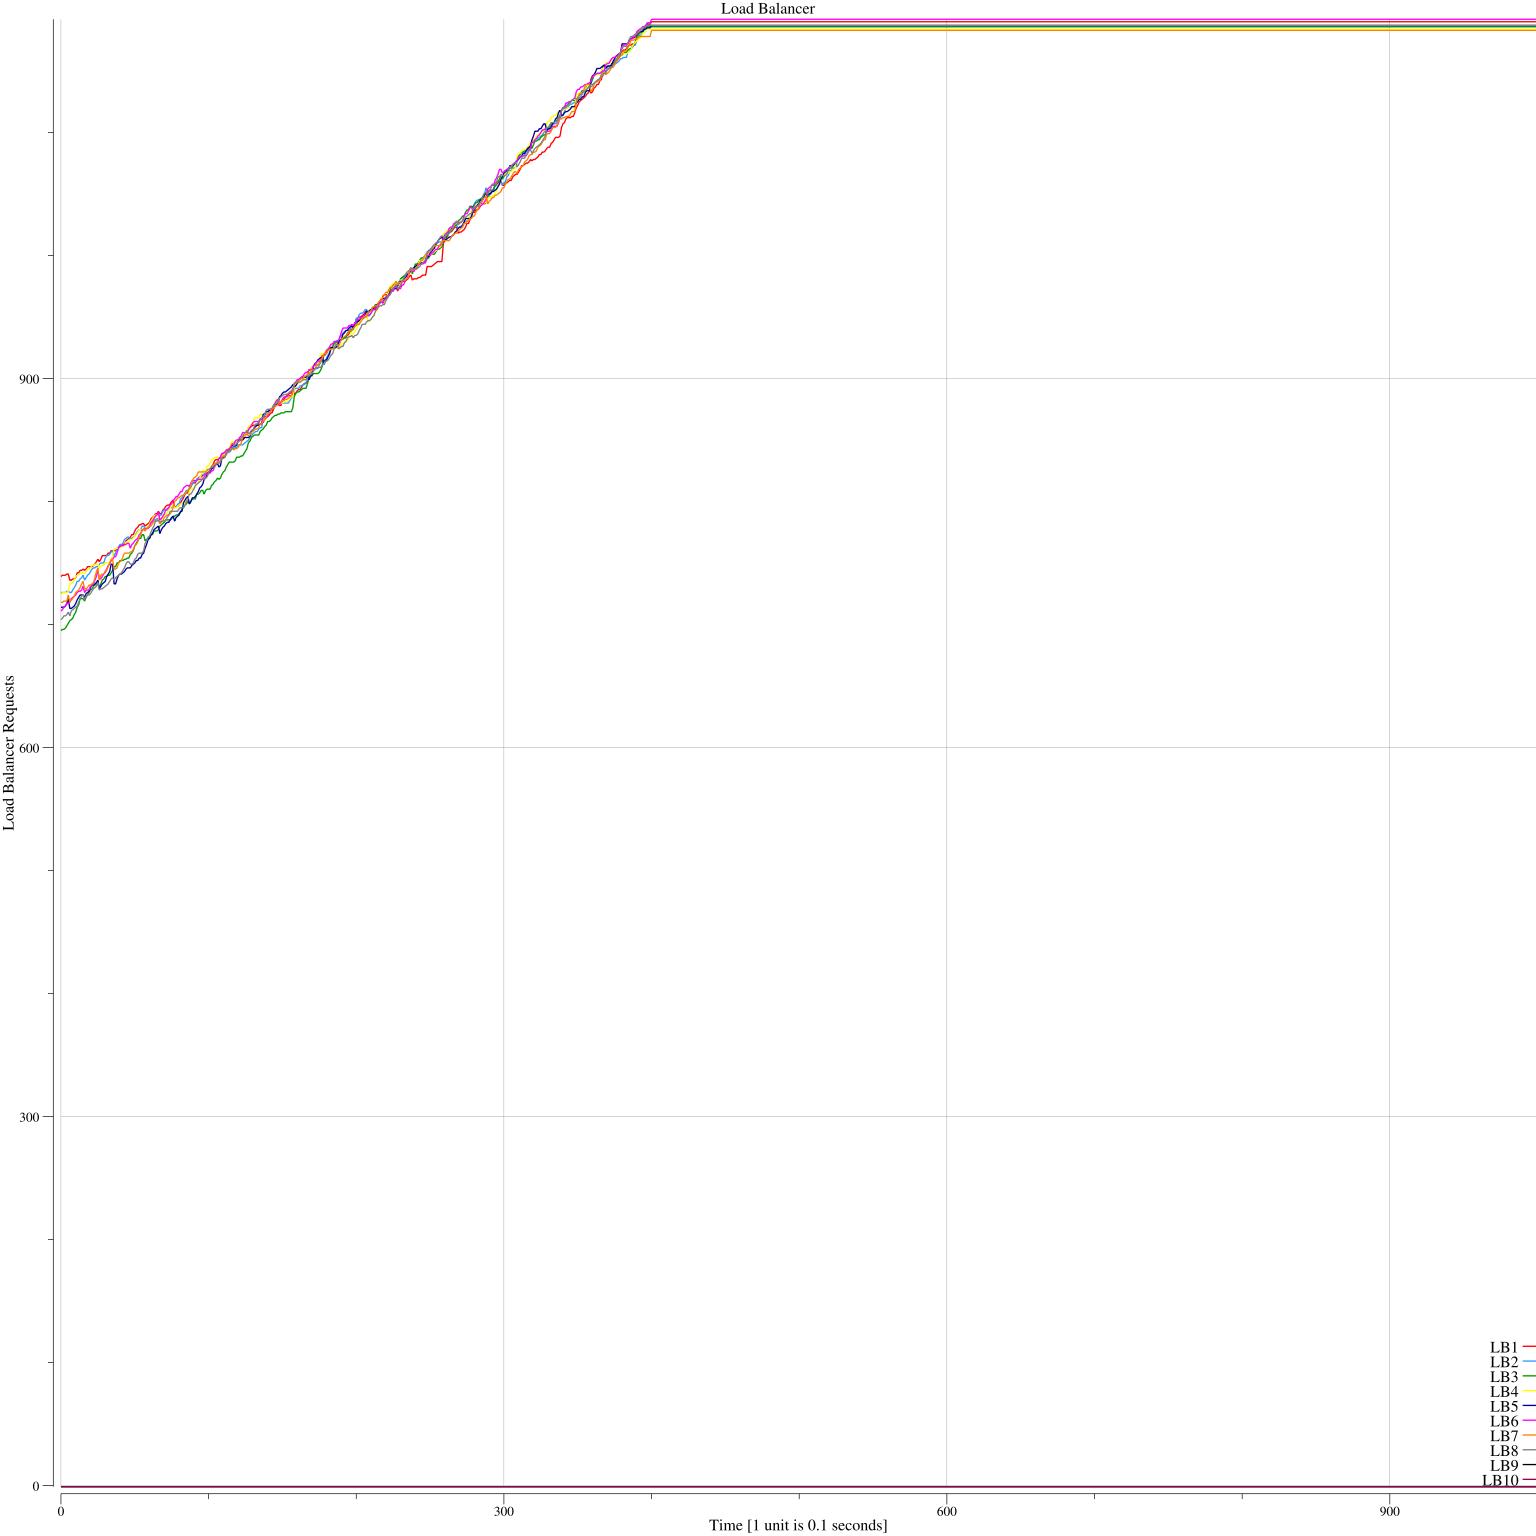 Load Balancer
900
600
300
0
Load Balancer Requests
LB1
LB2
LB3
LB4
LB5
LB6
LB7
LB8
LB9
LB10
0
300
600
900
Time [1 unit is 0.1 seconds]